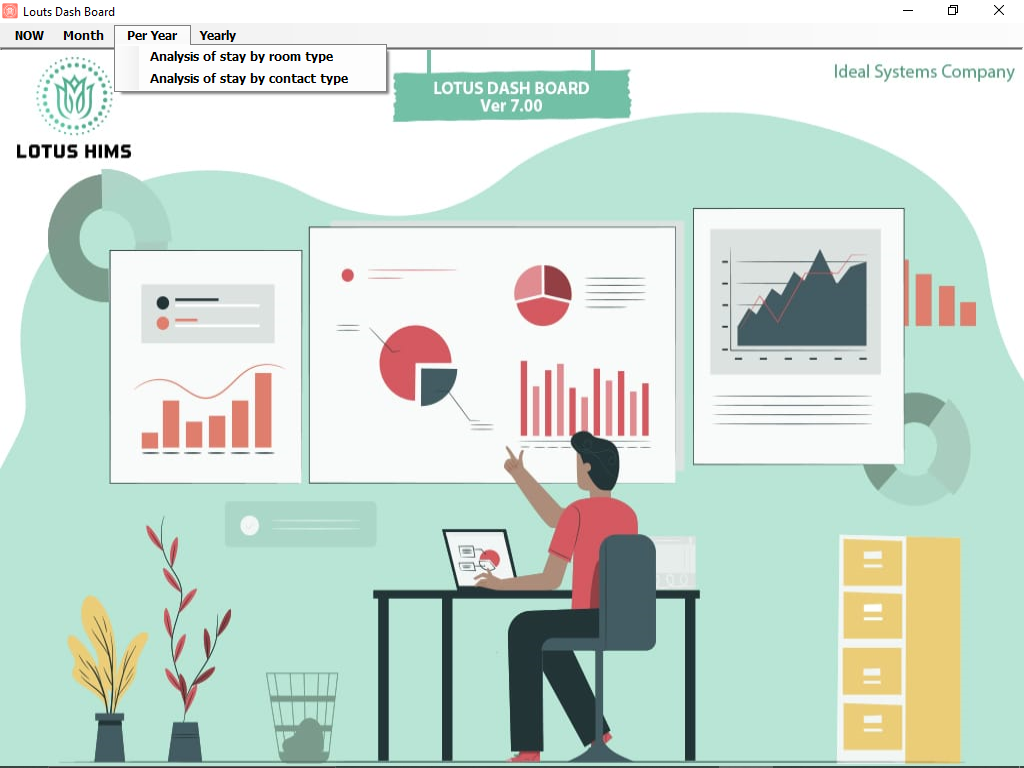 Louts Dash Board
NOW Month Per Year Yearly
Analysis of stay by room type
Analysis of stay by contact type
LOTUS HIMS
LOTUS DASH BOARD
Ver 7.00
Ideal Systems Company